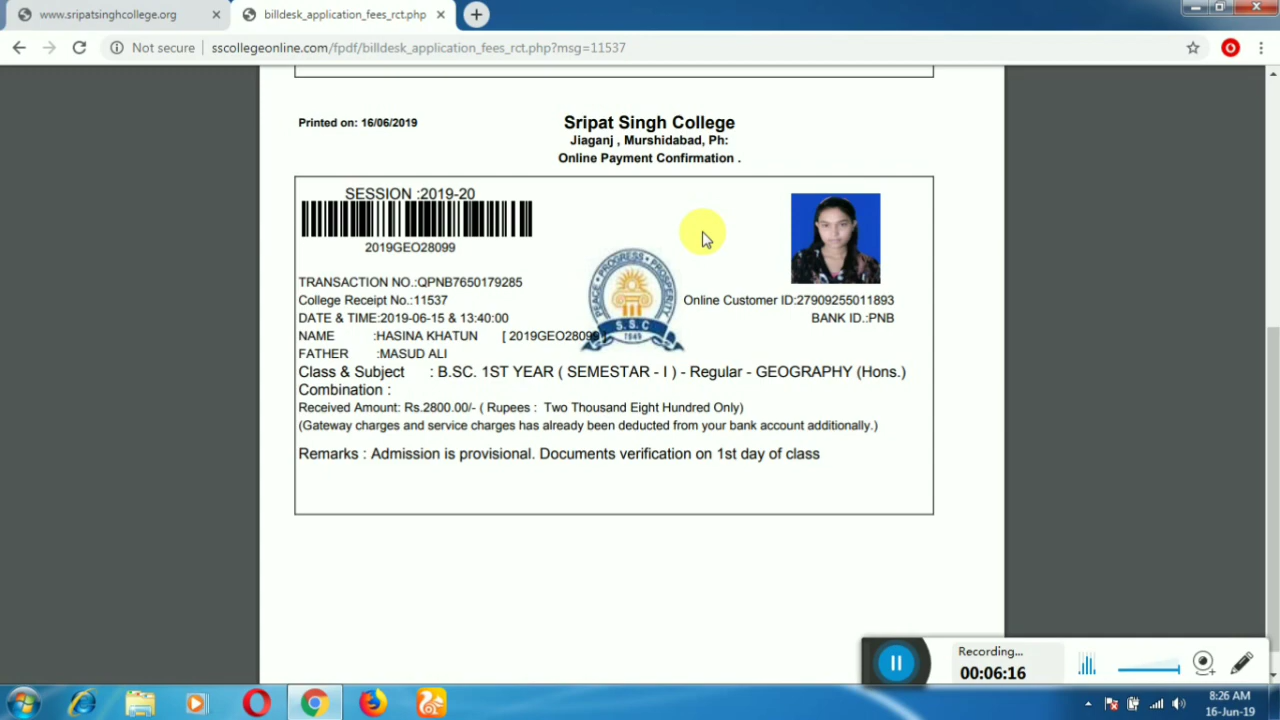 www.sripatsinghcollege.org
billdesk_application_fees_rct.php
Not secure
sscollegeonline.com/fpdf/billdesk_application_fees_rct.php?msg=11537
Printed on: 16/06/2019
Sripat Singh College
Jiaganj , Murshidabad, Ph:
Online Payment Confirmation .
SESSION :2019-20
2019GEO28099
PEACE • PROGRESS • PROSPERITY
S. S. C
1949
TRANSACTION NO.:QPNB7650179285
College Receipt No.:11537
Online Customer ID:27909255011893
DATE & TIME:2019-06-15 & 13:40:00
BANK ID.:PNB
NAME :HASINA KHATUN [ 2019GEO28099 ]
FATHER :MASUD ALI
Class & Subject : B.SC. 1ST YEAR ( SEMESTAR - I ) - Regular - GEOGRAPHY (Hons.)
Combination :
Received Amount: Rs.2800.00/- ( Rupees : Two Thousand Eight Hundred Only)
(Gateway charges and service charges has already been deducted from your bank account additionally.)
Remarks : Admission is provisional. Documents verification on 1st day of class
Recording...
00:06:16
8:26 AM
16-Jun-19